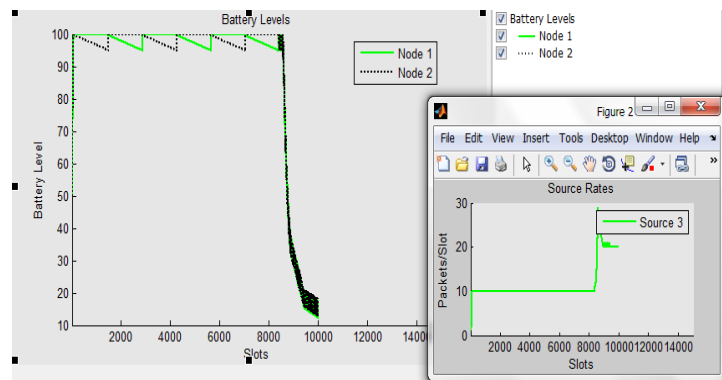 Battery Levels
100
90
80
70
60
50
40
30
20
10
Battery Level
2000 4000 6000 8000 10000 12000 14000
Slots
Node 1
Node 2
Battery Levels
Node 1
Node 2
Figure 2
File Edit View Insert Tools Desktop Window Help
Source Rates
30
20
10
0
Packets/Slot
Source 3
2000 4000 6000 8000 10000 12000 14000
Slots